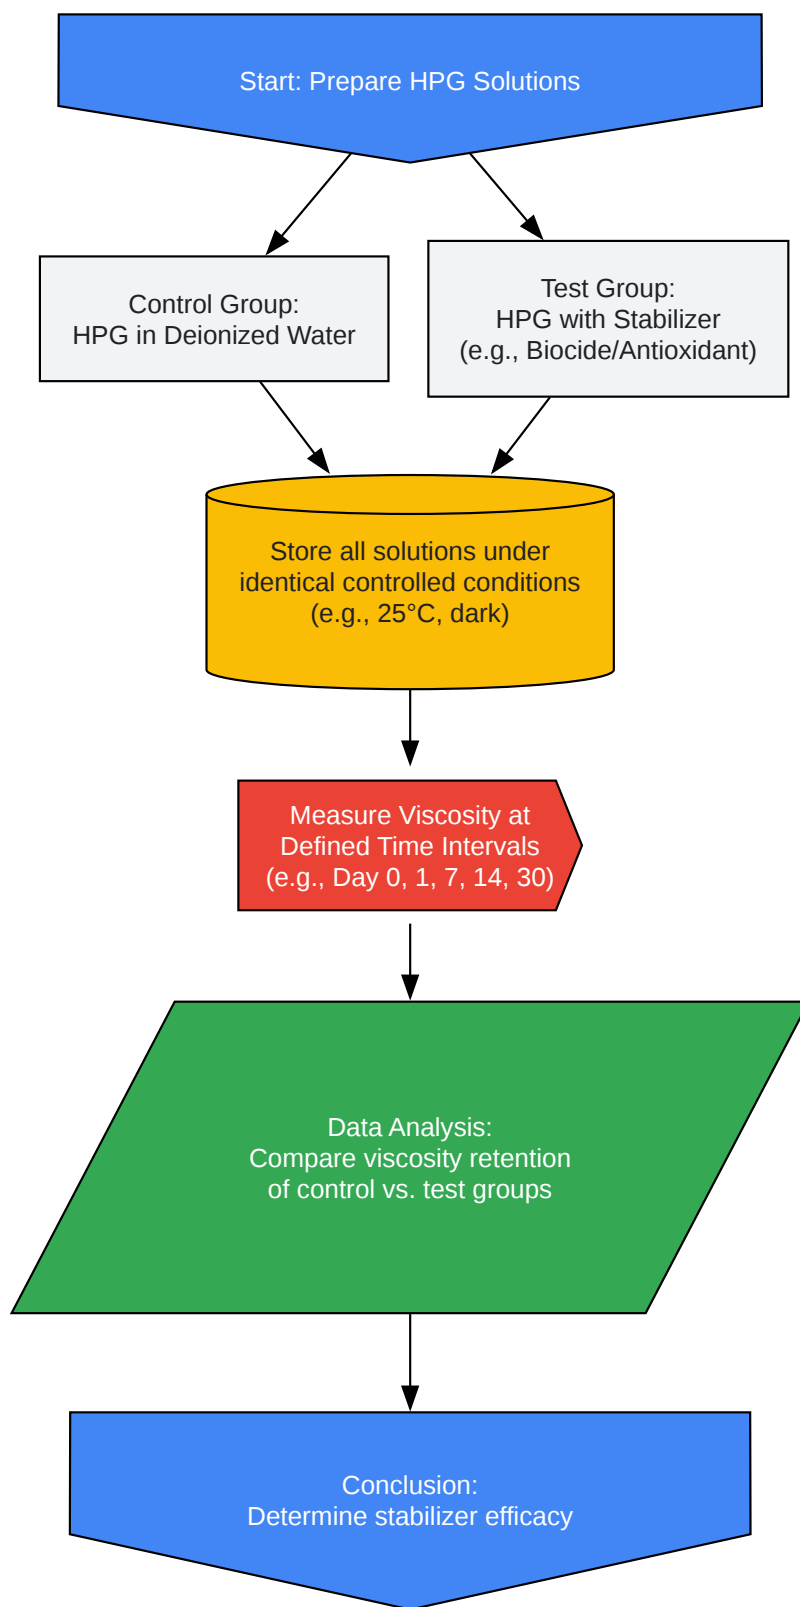 Start: Prepare HPG Solutions
Control Group:
HPG in Deionized Water
Test Group:
HPG with Stabilizer
(e.g., Biocide/Antioxidant)
Store all solutions under
identical controlled conditions
(e.g., 25°C, dark)
Measure Viscosity at
Defined Time Intervals
(e.g., Day 0, 1, 7, 14, 30)
Data Analysis:
Compare viscosity retention
of control vs. test groups
Conclusion:
Determine stabilizer efficacy